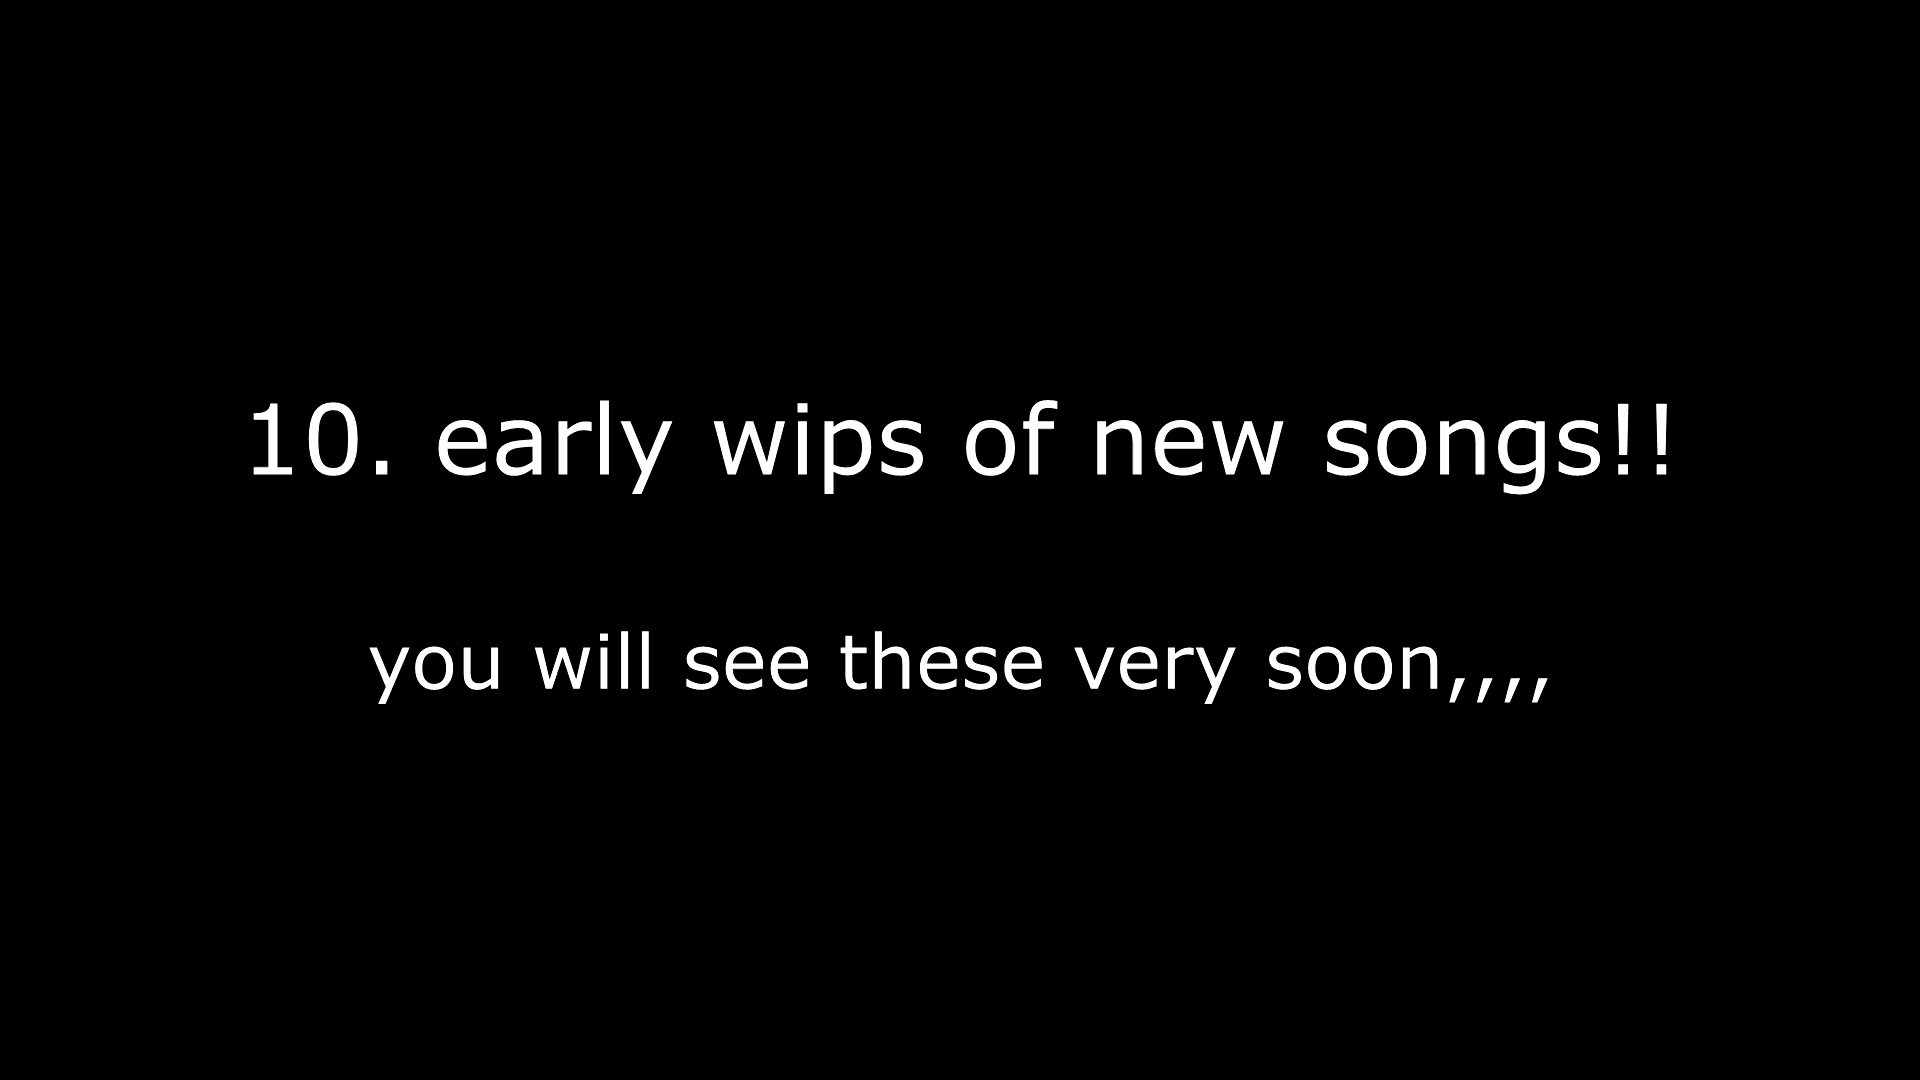 10. early wips of new songs!!
you will see these very soon,,,,